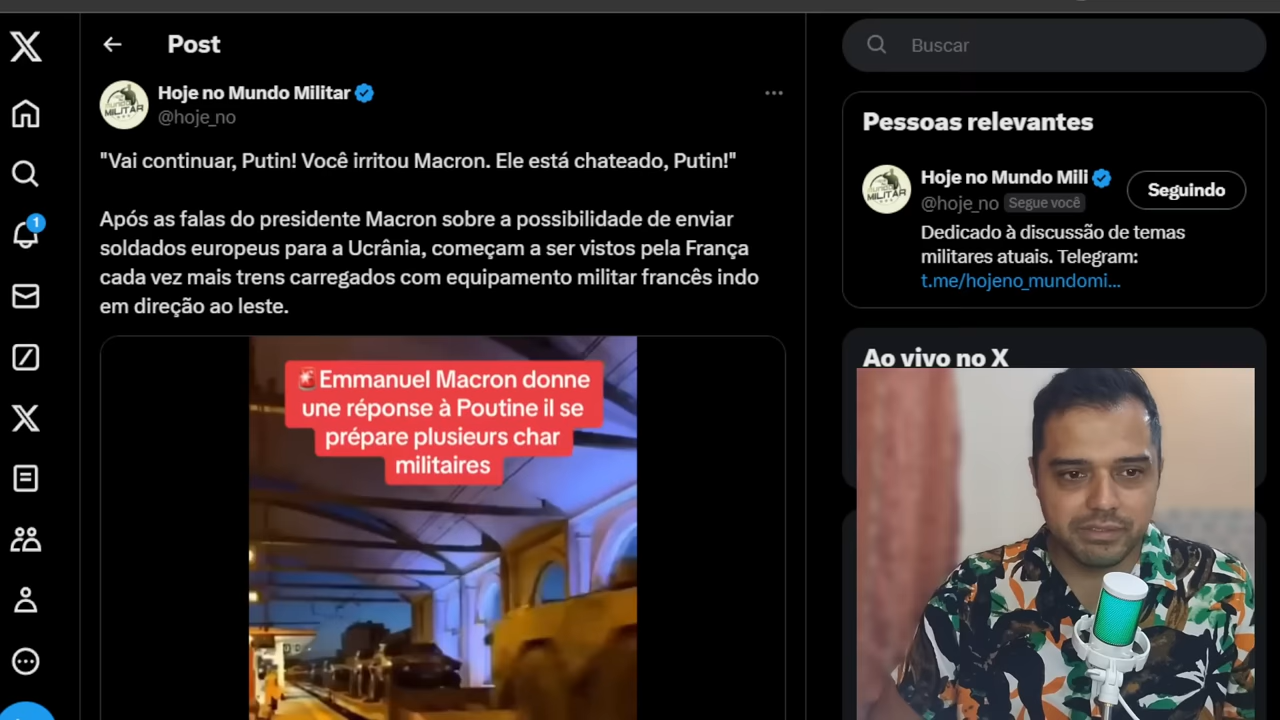 Post
Buscar
Hoje no Mundo Militar
@hoje_no
"Vai continuar, Putin! Você irritou Macron. Ele está chateado, Putin!"
Após as falas do presidente Macron sobre a possibilidade de enviar
soldados europeus para a Ucrânia, começam a ser vistos pela França
cada vez mais trens carregados com equipamento militar francês indo
em direção ao leste.
🚨Emmanuel Macron donne
une réponse à Poutine il se
prépare plusieurs char
militaires
Pessoas relevantes
Hoje no Mundo Mili
@hoje_no Segue você
Seguindo
Dedicado à discussão de temas
militares atuais. Telegram:
t.me/hojeno_mundomi...
Ao vivo no X
1
MILITAR
MILITAR